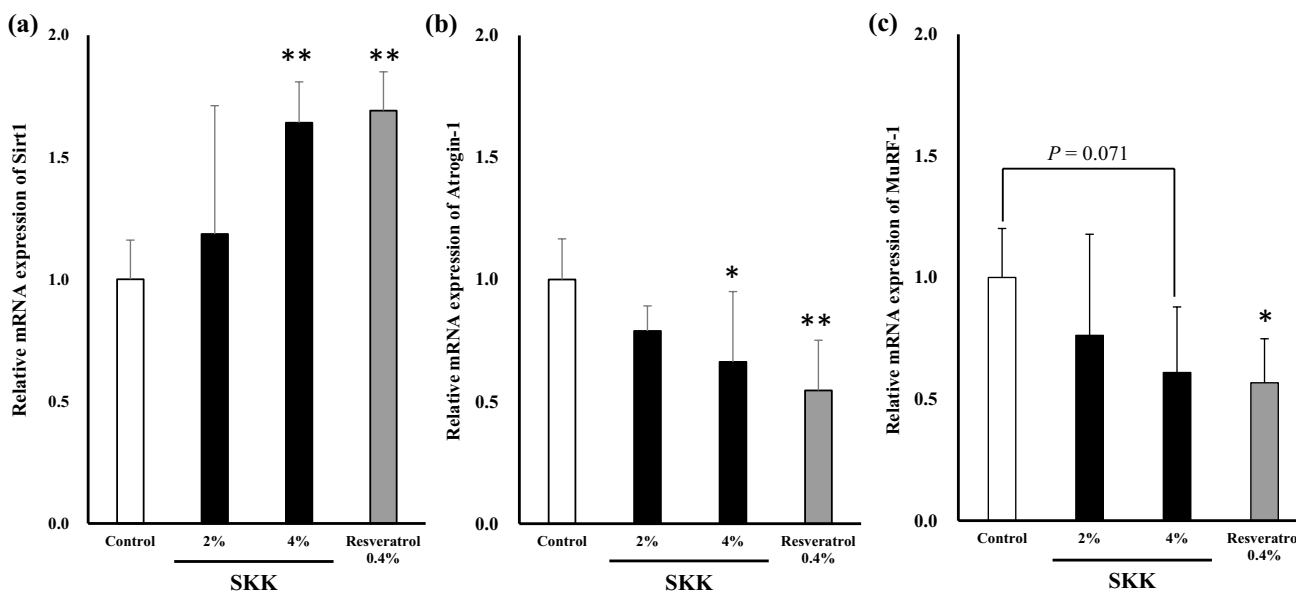 (a)
Relative mRNA expression of Sirt1
2.0
1.5
1.0
0.5
0.0
**
**
Control
2%
4%
Resveratrol
0.4%
SKK
(b)
Relative mRNA expression of Atrogin-1
2.0
1.5
1.0
0.5
0.0
*
**
Control
2%
4%
Resveratrol
0.4%
SKK
(c)
Relative mRNA expression of MuRF-1
2.0
1.5
1.0
0.5
0.0
P = 0.071
*
Control
2%
4%
Resveratrol
0.4%
SKK